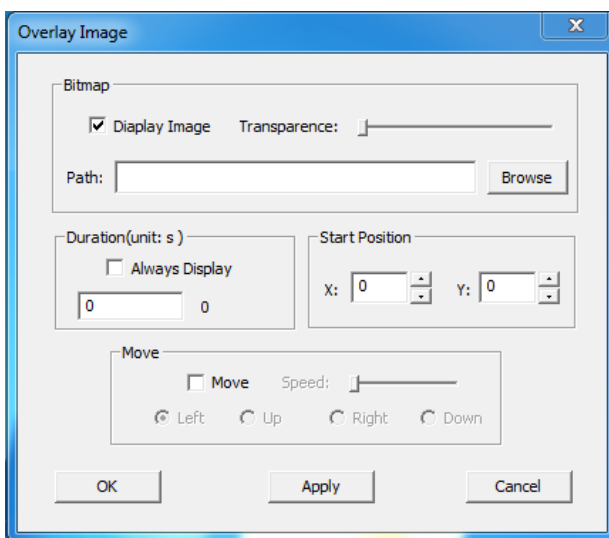 Overlay Image
Bitmap
Diaplay Image Transparence:
Path: Browse
Duration(unit: s ) Start Position
Always Display
X: 0 Y: 0
0 0
Move
Move Speed:
Left Up Right Down
OK Apply Cancel